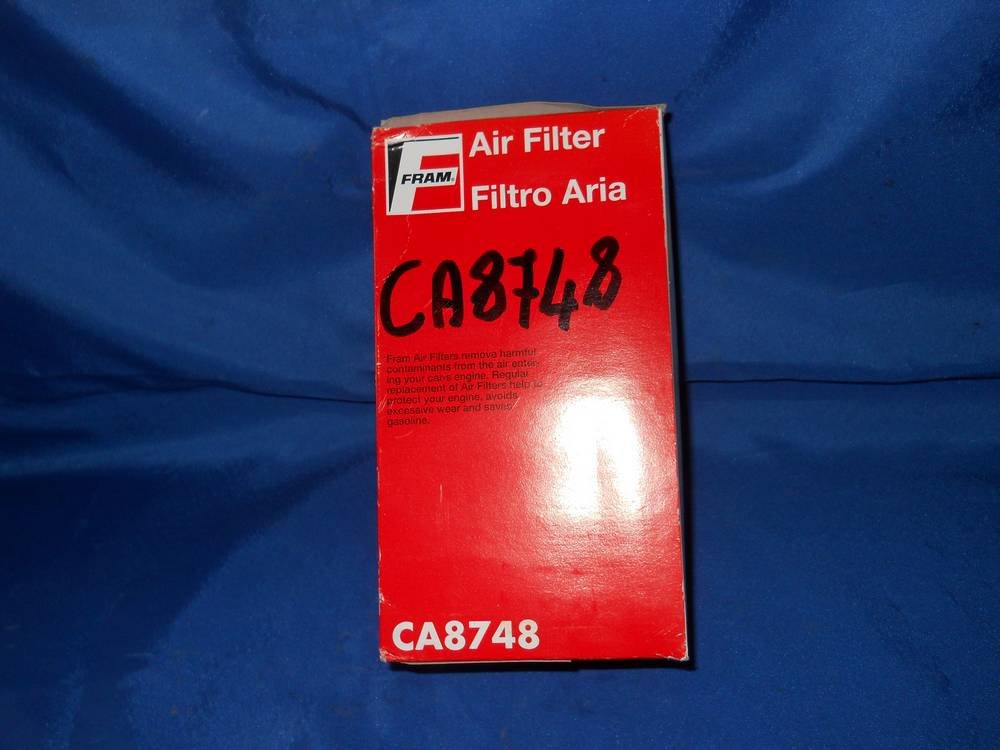 FRAM
Air Filter
Filtro Aria
CA8748
Fram Air Filters remove harmful
contaminants from the air enter-
ing your car,s engine. Regular
replacement of Air Filters help to
protect your engine, avoids
excessive wear and saves
gasoline.
CA8748